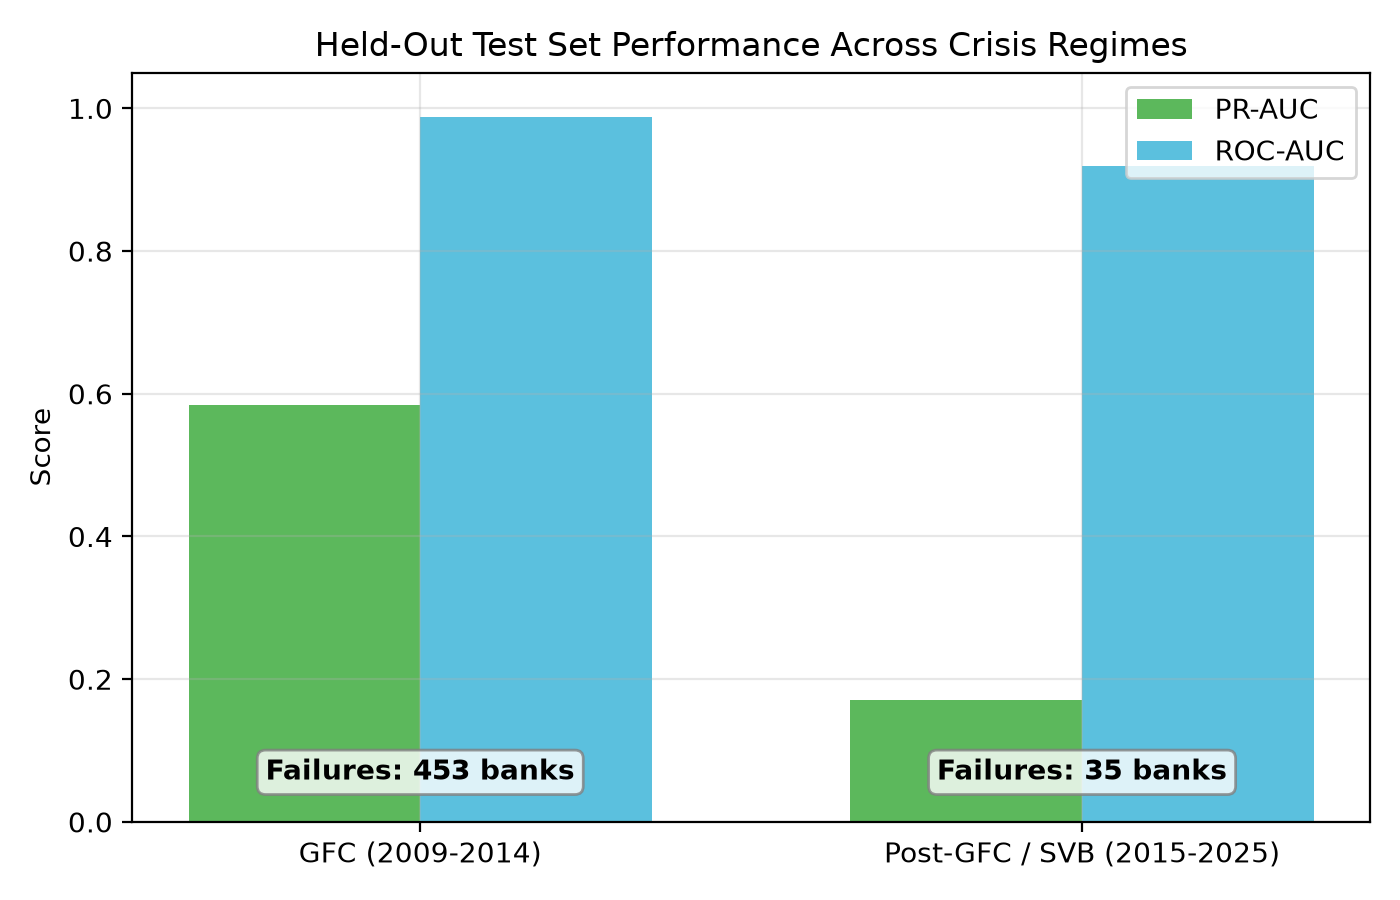 Held-Out Test Set Performance Across Crisis Regimes
PR-AUC
ROC-AUC
Score
1.0
0.8
0.6
0.4
0.2
0.0
Failures: 453 banks
Failures: 35 banks
GFC (2009-2014)
Post-GFC / SVB (2015-2025)